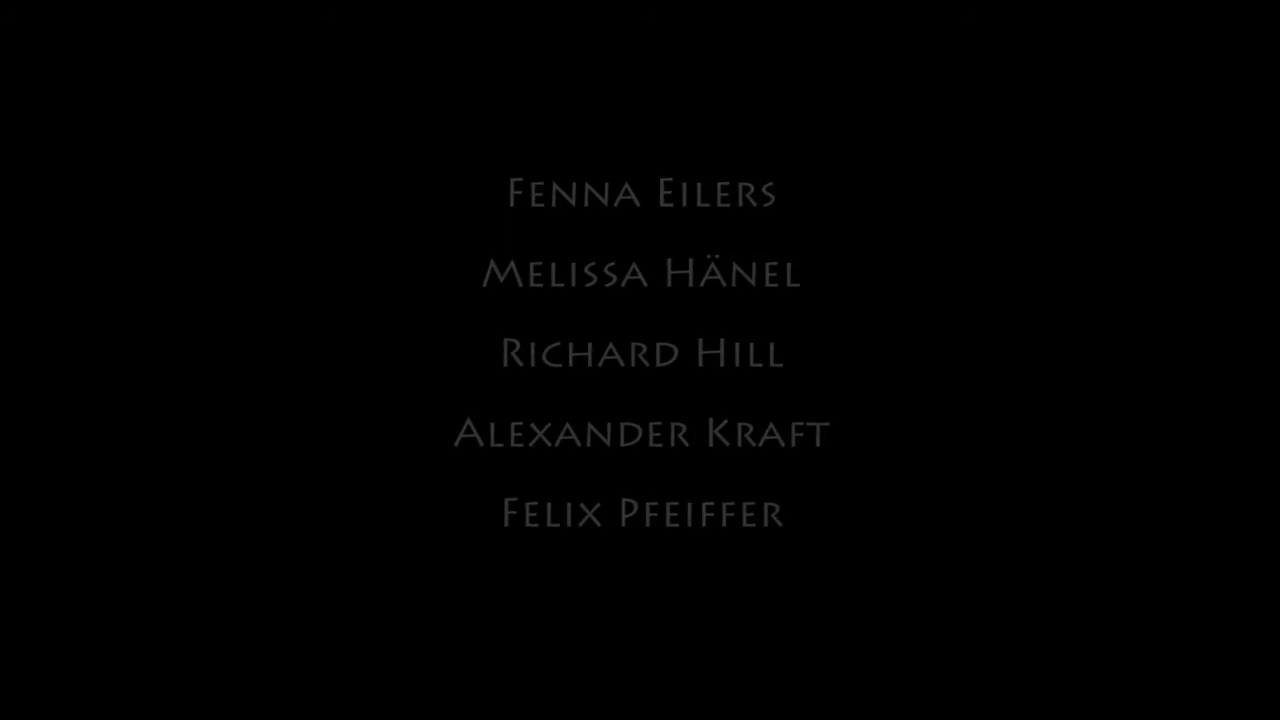 Fenna Eilers
Melissa Hänel
Richard Hill
Alexander Kraft
Felix Pfeiffer